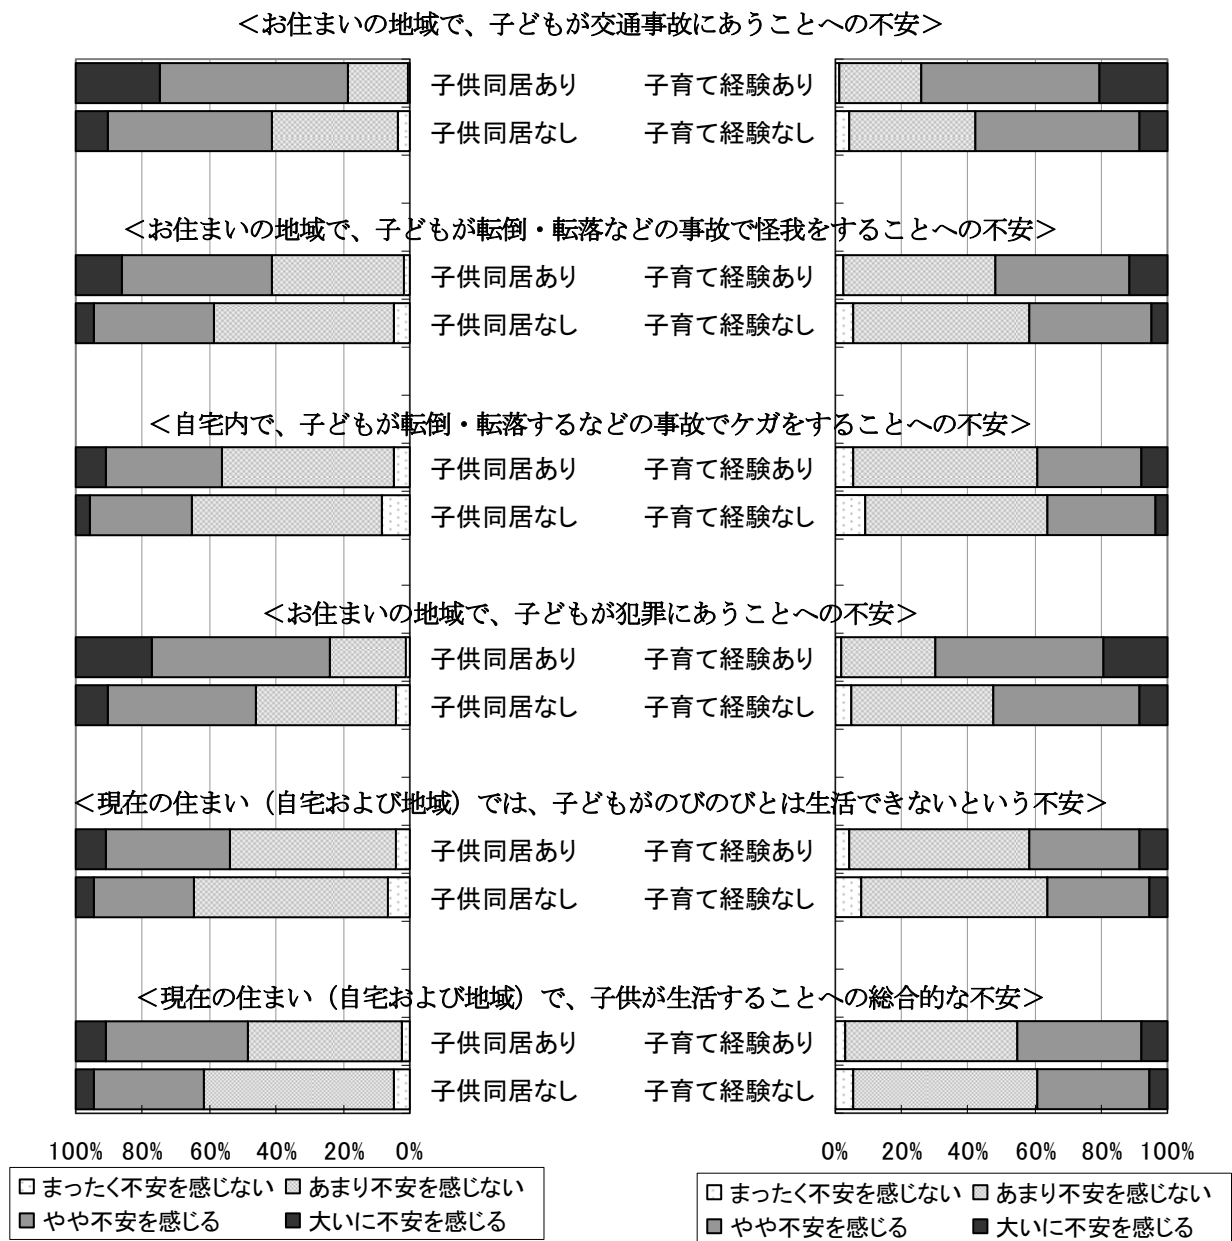 ＜お住まいの地域で、子どもが交通事故にあうことへの不安＞
子供同居あり 子育て経験あり
子供同居なし 子育て経験なし
＜お住まいの地域で、子どもが転倒・転落などの事故で怪我をすることへの不安＞
子供同居あり 子育て経験あり
子供同居なし 子育て経験なし
＜自宅内で、子どもが転倒・転落するなどの事故でケガをすることへの不安＞
子供同居あり 子育て経験あり
子供同居なし 子育て経験なし
＜お住まいの地域で、子どもが犯罪にあうことへの不安＞
子供同居あり 子育て経験あり
子供同居なし 子育て経験なし
＜現在の住まい（自宅および地域）では、子どもがのびのびとは生活できないという不安＞
子供同居あり 子育て経験あり
子供同居なし 子育て経験なし
＜現在の住まい（自宅および地域）で、子供が生活することへの総合的な不安＞
子供同居あり 子育て経験あり
子供同居なし 子育て経験なし
100% 80% 60% 40% 20% 0% 0% 20% 40% 60% 80% 100%
まったく不安を感じない あまり不安を感じない
やや不安を感じる 大いに不安を感じる
まったく不安を感じない あまり不安を感じない
やや不安を感じる 大いに不安を感じる